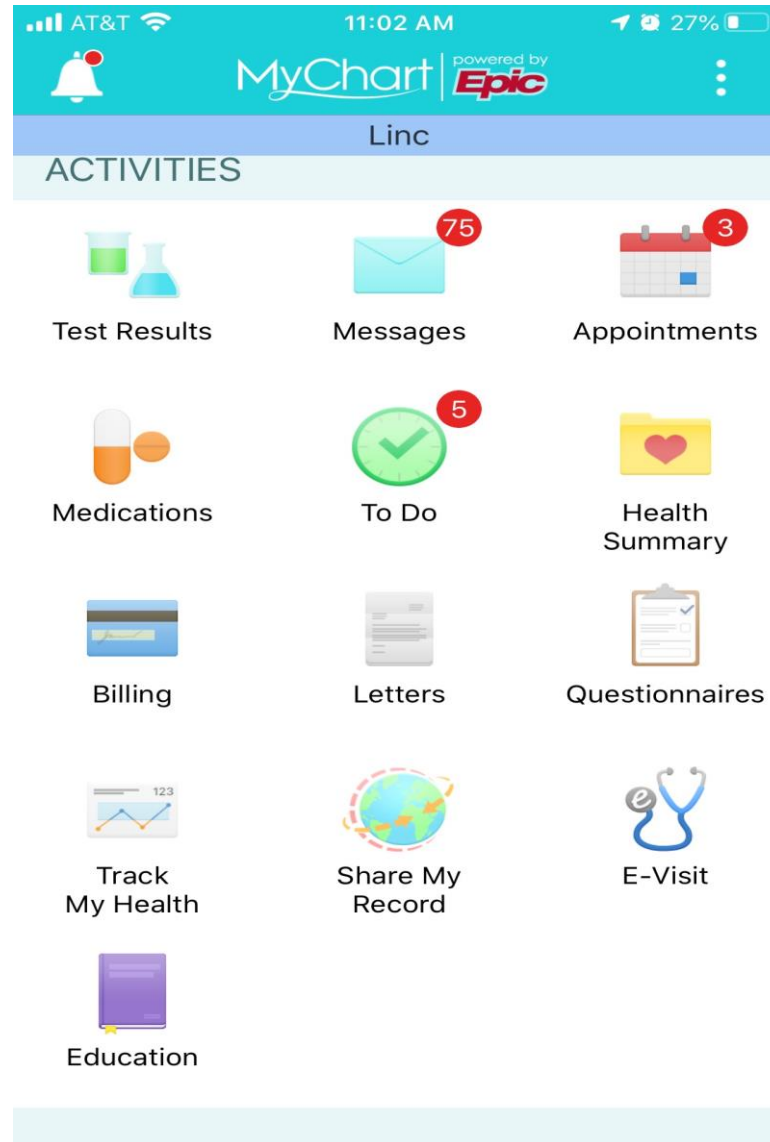 AT&T 11:02 AM 27%
MyChart powered by Epic
Linc
ACTIVITIES
75 3
Test Results Messages Appointments
5
Medications To Do Health
Summary
Billing Letters Questionnaires
123
e
Track Share My E-Visit
My Health Record
Education